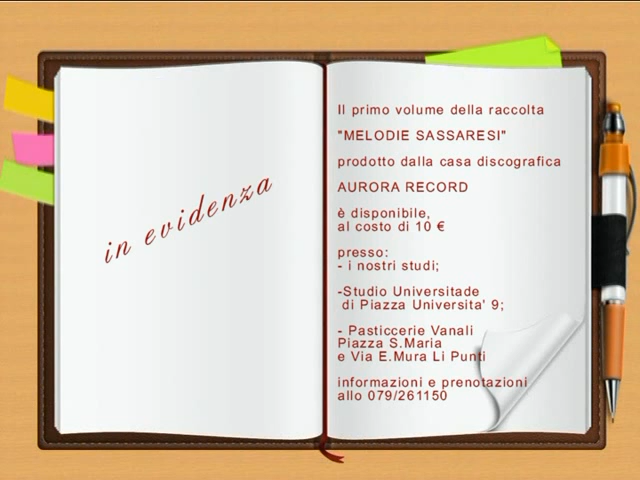 in evidenza
Il primo volume della raccolta
"MELODIE SASSARESI"
prodotto dalla casa discografica
AURORA RECORD
è disponibile,
al costo di 10 €
presso:
- i nostri studi;
-Studio Universitade
di Piazza Universita' 9;
- Pasticcerie Vanali
Piazza S.Maria
e Via E.Mura Li Punti
informazioni e prenotazioni
allo 079/261150